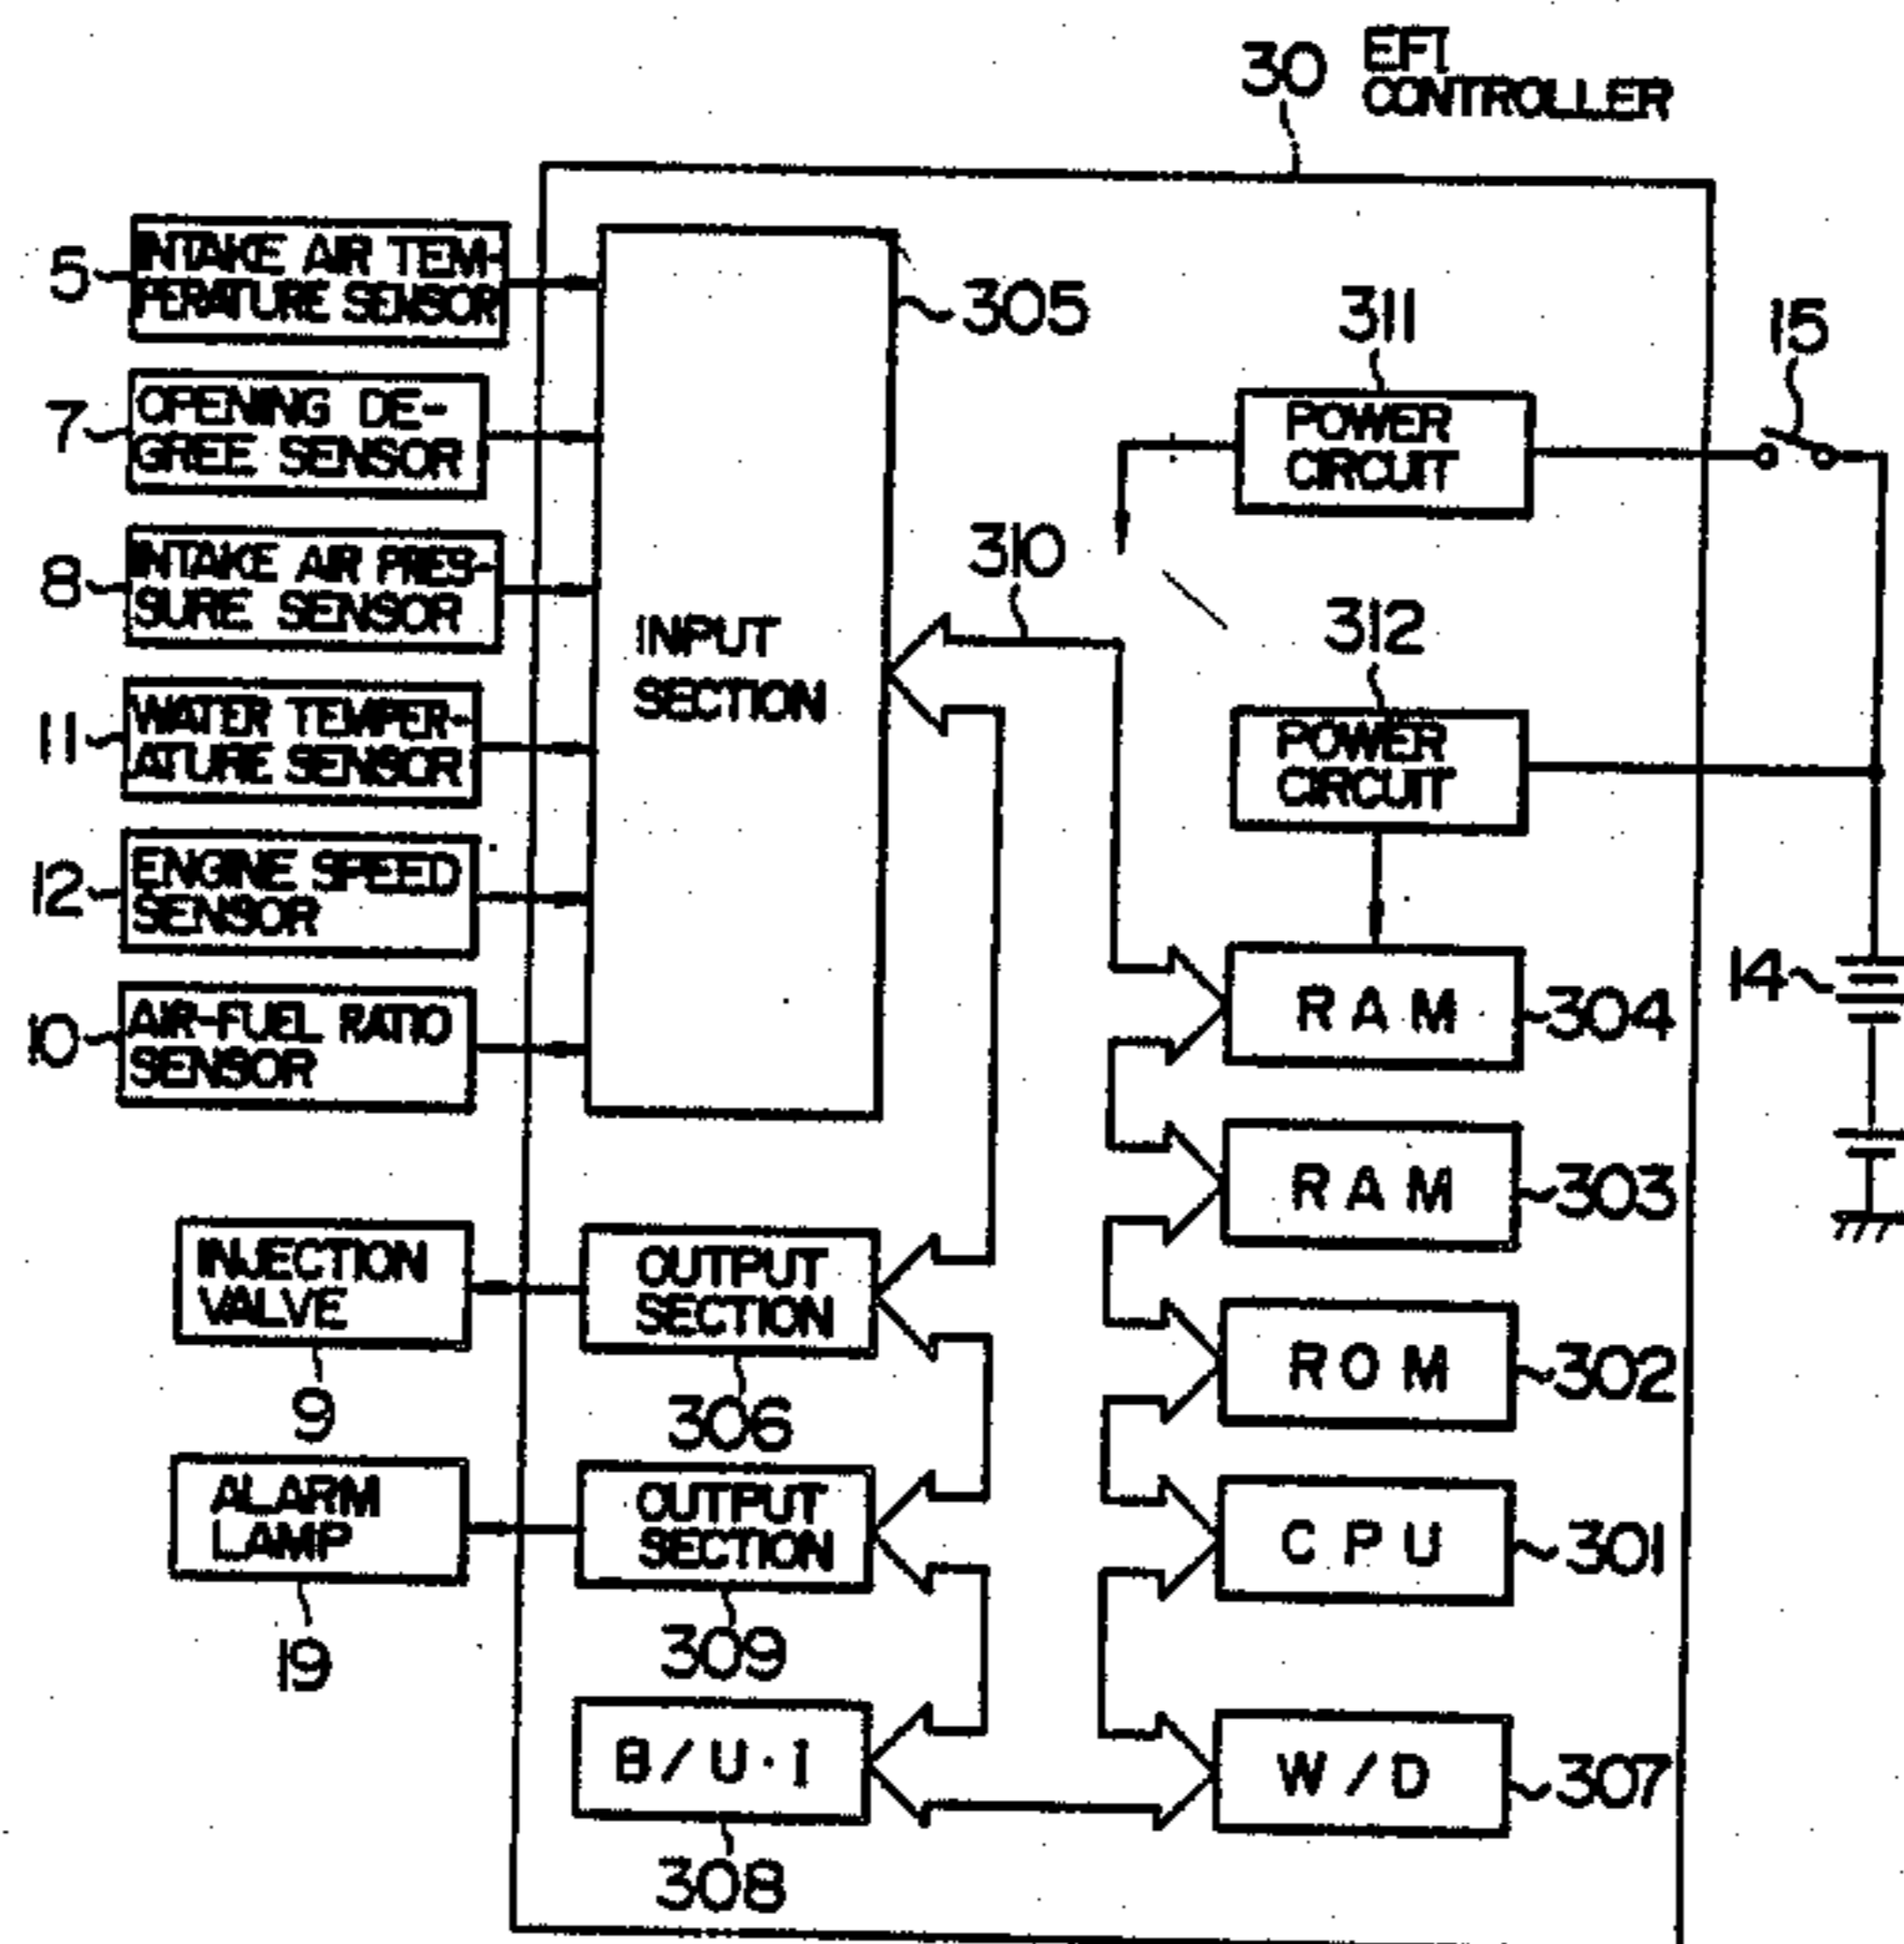 30 EFI
CONTROLLER
5 INTAKE AIR TEM-
PERATURE SENSOR
305
311
15
7 OPENING DE-
GREE SENSOR
POWER
CIRCUIT
8 INTAKE AIR PRES-
SURE SENSOR
310
INPUT
SECTION
312
11 WATER TEMPER-
ATURE SENSOR
POWER
CIRCUIT
12 ENGINE SPEED
SENSOR
10 AIR-FUEL RATIO
SENSOR
RAM 304
14
RAM 303
INJECTION
VALVE
9
OUTPUT
SECTION
306
ROM 302
ALARM
LAMP
19
OUTPUT
SECTION
309
CPU 301
B/U·I
308
W/D 307